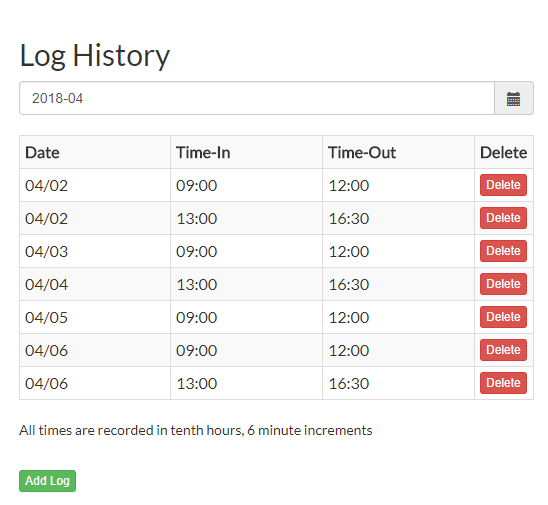 Log History
2018-04
Date Time-In Time-Out Delete
04/02 09:00 12:00 Delete
04/02 13:00 16:30 Delete
04/03 09:00 12:00 Delete
04/04 13:00 16:30 Delete
04/05 09:00 12:00 Delete
04/06 09:00 12:00 Delete
04/06 13:00 16:30 Delete
All times are recorded in tenth hours, 6 minute increments
Add Log